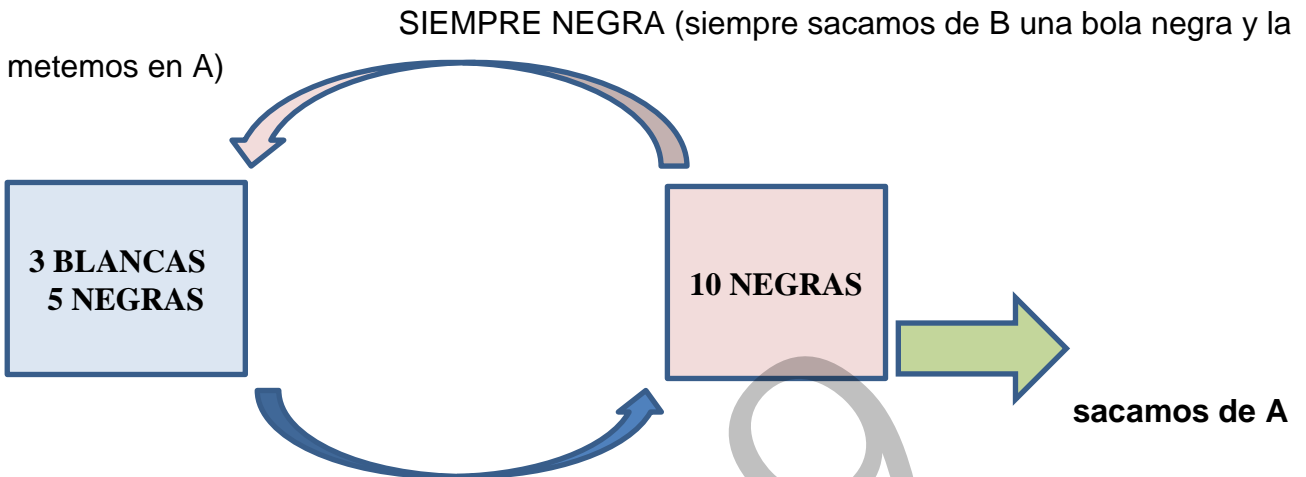 SIEMPRE NEGRA (siempre sacamos de B una bola negra y la
metemos en A)
3 BLANCAS
5 NEGRAS
10 NEGRAS
sacamos de A